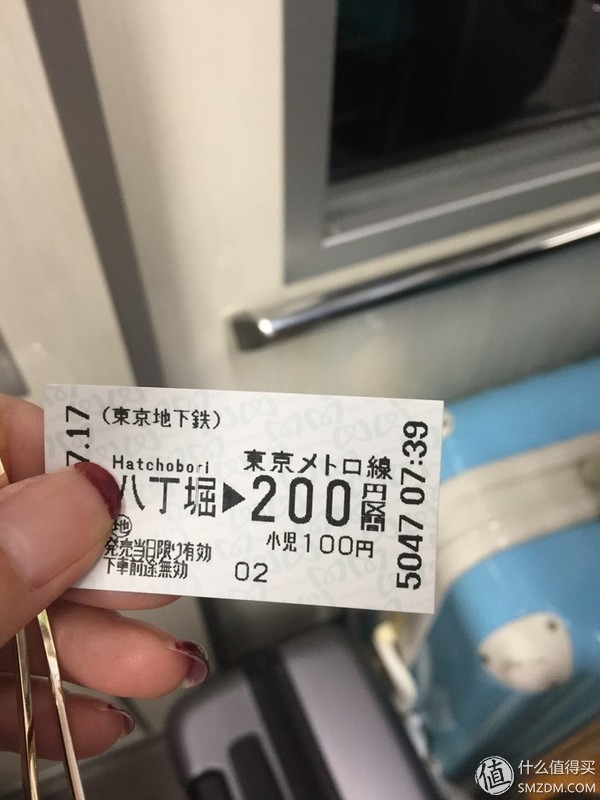 7.17
(東京地下鉄)
Hatchobori
東京メトロ線
八丁堀▶200円区間
地
小児100円
発売当日限り有効
下車前途無効
02
5047 07:39
值 什么值得买
SMZDM.COM